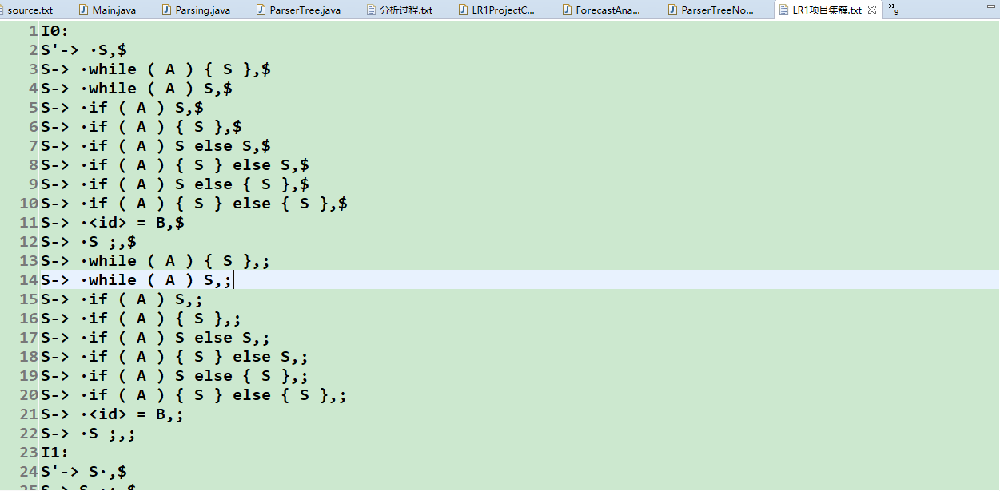 source.txt Main.java Parsing.java ParserTree.java 分析过程.txt LR1ProjectC... ForecastAna... ParserTreeNo... LR1项目集簇.txt »9
1 I0:
2 S'-> ·S,$
3 S-> ·while ( A ) { S },$
4 S-> ·while ( A ) S,$
5 S-> ·if ( A ) S,$
6 S-> ·if ( A ) { S },$
7 S-> ·if ( A ) S else S,$
8 S-> ·if ( A ) { S } else S,$
9 S-> ·if ( A ) S else { S },$
10 S-> ·if ( A ) { S } else { S },$
11 S-> ·<id> = B,$
12 S-> ·S ;,$
13 S-> ·while ( A ) { S },;
14 S-> ·while ( A ) S,;
15 S-> ·if ( A ) S,;
16 S-> ·if ( A ) { S },;
17 S-> ·if ( A ) S else S,;
18 S-> ·if ( A ) { S } else S,;
19 S-> ·if ( A ) S else { S },;
20 S-> ·if ( A ) { S } else { S },;
21 S-> ·<id> = B,;
22 S-> ·S ;,;
23 I1:
24 S'-> S·,$